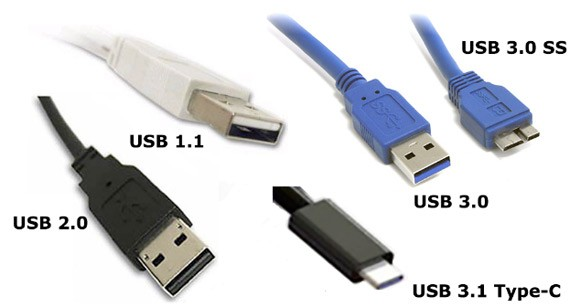 USB 3.0 SS
USB 1.1
USB 3.0
USB 2.0
USB 3.1 Type-C